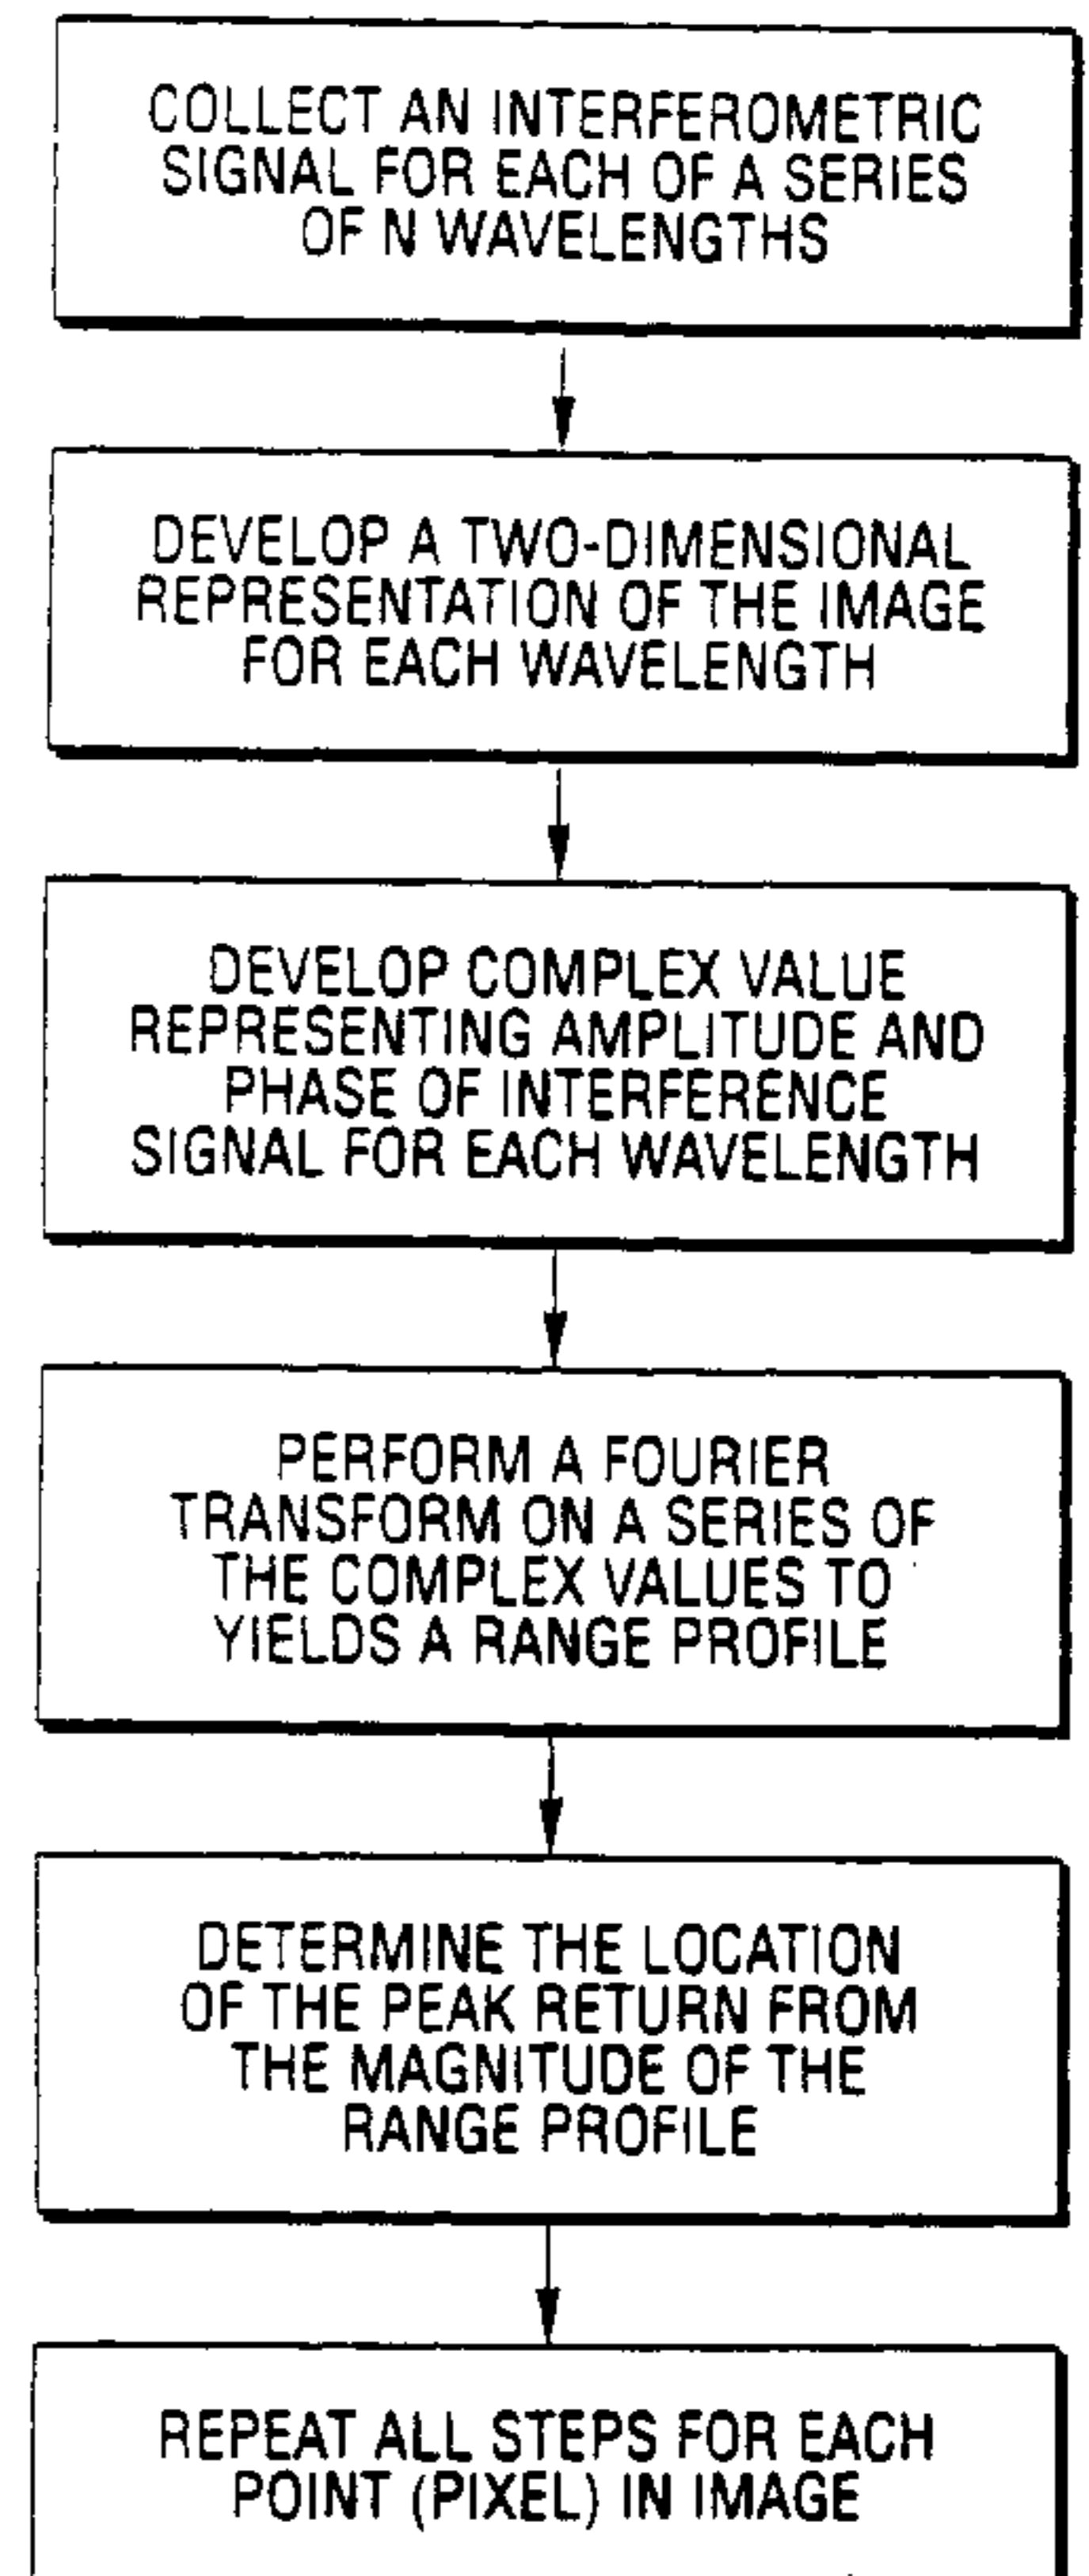 COLLECT AN INTERFEROMETRIC
SIGNAL FOR EACH OF A SERIES
OF N WAVELENGTHS
DEVELOP A TWO-DIMENSIONAL
REPRESENTATION OF THE IMAGE
FOR EACH WAVELENGTH
DEVELOP COMPLEX VALUE
REPRESENTING AMPLITUDE AND
PHASE OF INTERFERENCE
SIGNAL FOR EACH WAVELENGTH
PERFORM A FOURIER
TRANSFORM ON A SERIES OF
THE COMPLEX VALUES TO
YIELDS A RANGE PROFILE
DETERMINE THE LOCATION
OF THE PEAK RETURN FROM
THE MAGNITUDE OF THE
RANGE PROFILE
REPEAT ALL STEPS FOR EACH
POINT (PIXEL) IN IMAGE